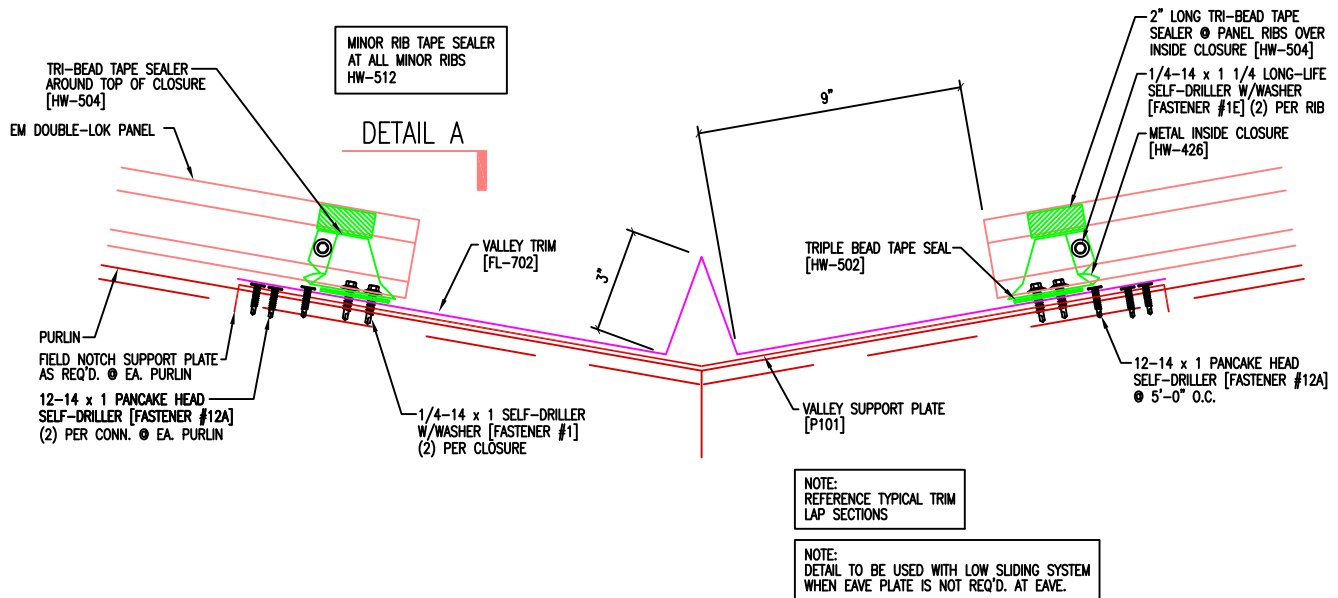 MINOR RIB TAPE SEALER
AT ALL MINOR RIBS
HW-512
TRI-BEAD TAPE SEALER
AROUND TOP OF CLOSURE
[HW-504]
EM DOUBLE-LOK PANEL
DETAIL A
9"
2" LONG TRI-BEAD TAPE
SEALER @ PANEL RIBS OVER
INSIDE CLOSURE [HW-504]
1/4-14 x 1 1/4 LONG-LIFE
SELF-DRILLER W/WASHER
[FASTENER #1E] (2) PER RIB
METAL INSIDE CLOSURE
[HW-426]
VALLEY TRIM
[FL-702]
3"
TRIPLE BEAD TAPE SEAL
[HW-502]
PURLIN
FIELD NOTCH SUPPORT PLATE
AS REQ'D. @ EA. PURLIN
12-14 x 1 PANCAKE HEAD
SELF-DRILLER [FASTENER #12A]
(2) PER CONN. @ EA. PURLIN
1/4-14 x 1 SELF-DRILLER
W/WASHER [FASTENER #1]
(2) PER CLOSURE
VALLEY SUPPORT PLATE
[P101]
12-14 x 1 PANCAKE HEAD
SELF-DRILLER [FASTENER #12A]
@ 5'-0" O.C.
NOTE:
REFERENCE TYPICAL TRIM
LAP SECTIONS
NOTE:
DETAIL TO BE USED WITH LOW SLIDING SYSTEM
WHEN EAVE PLATE IS NOT REQ'D. AT EAVE.